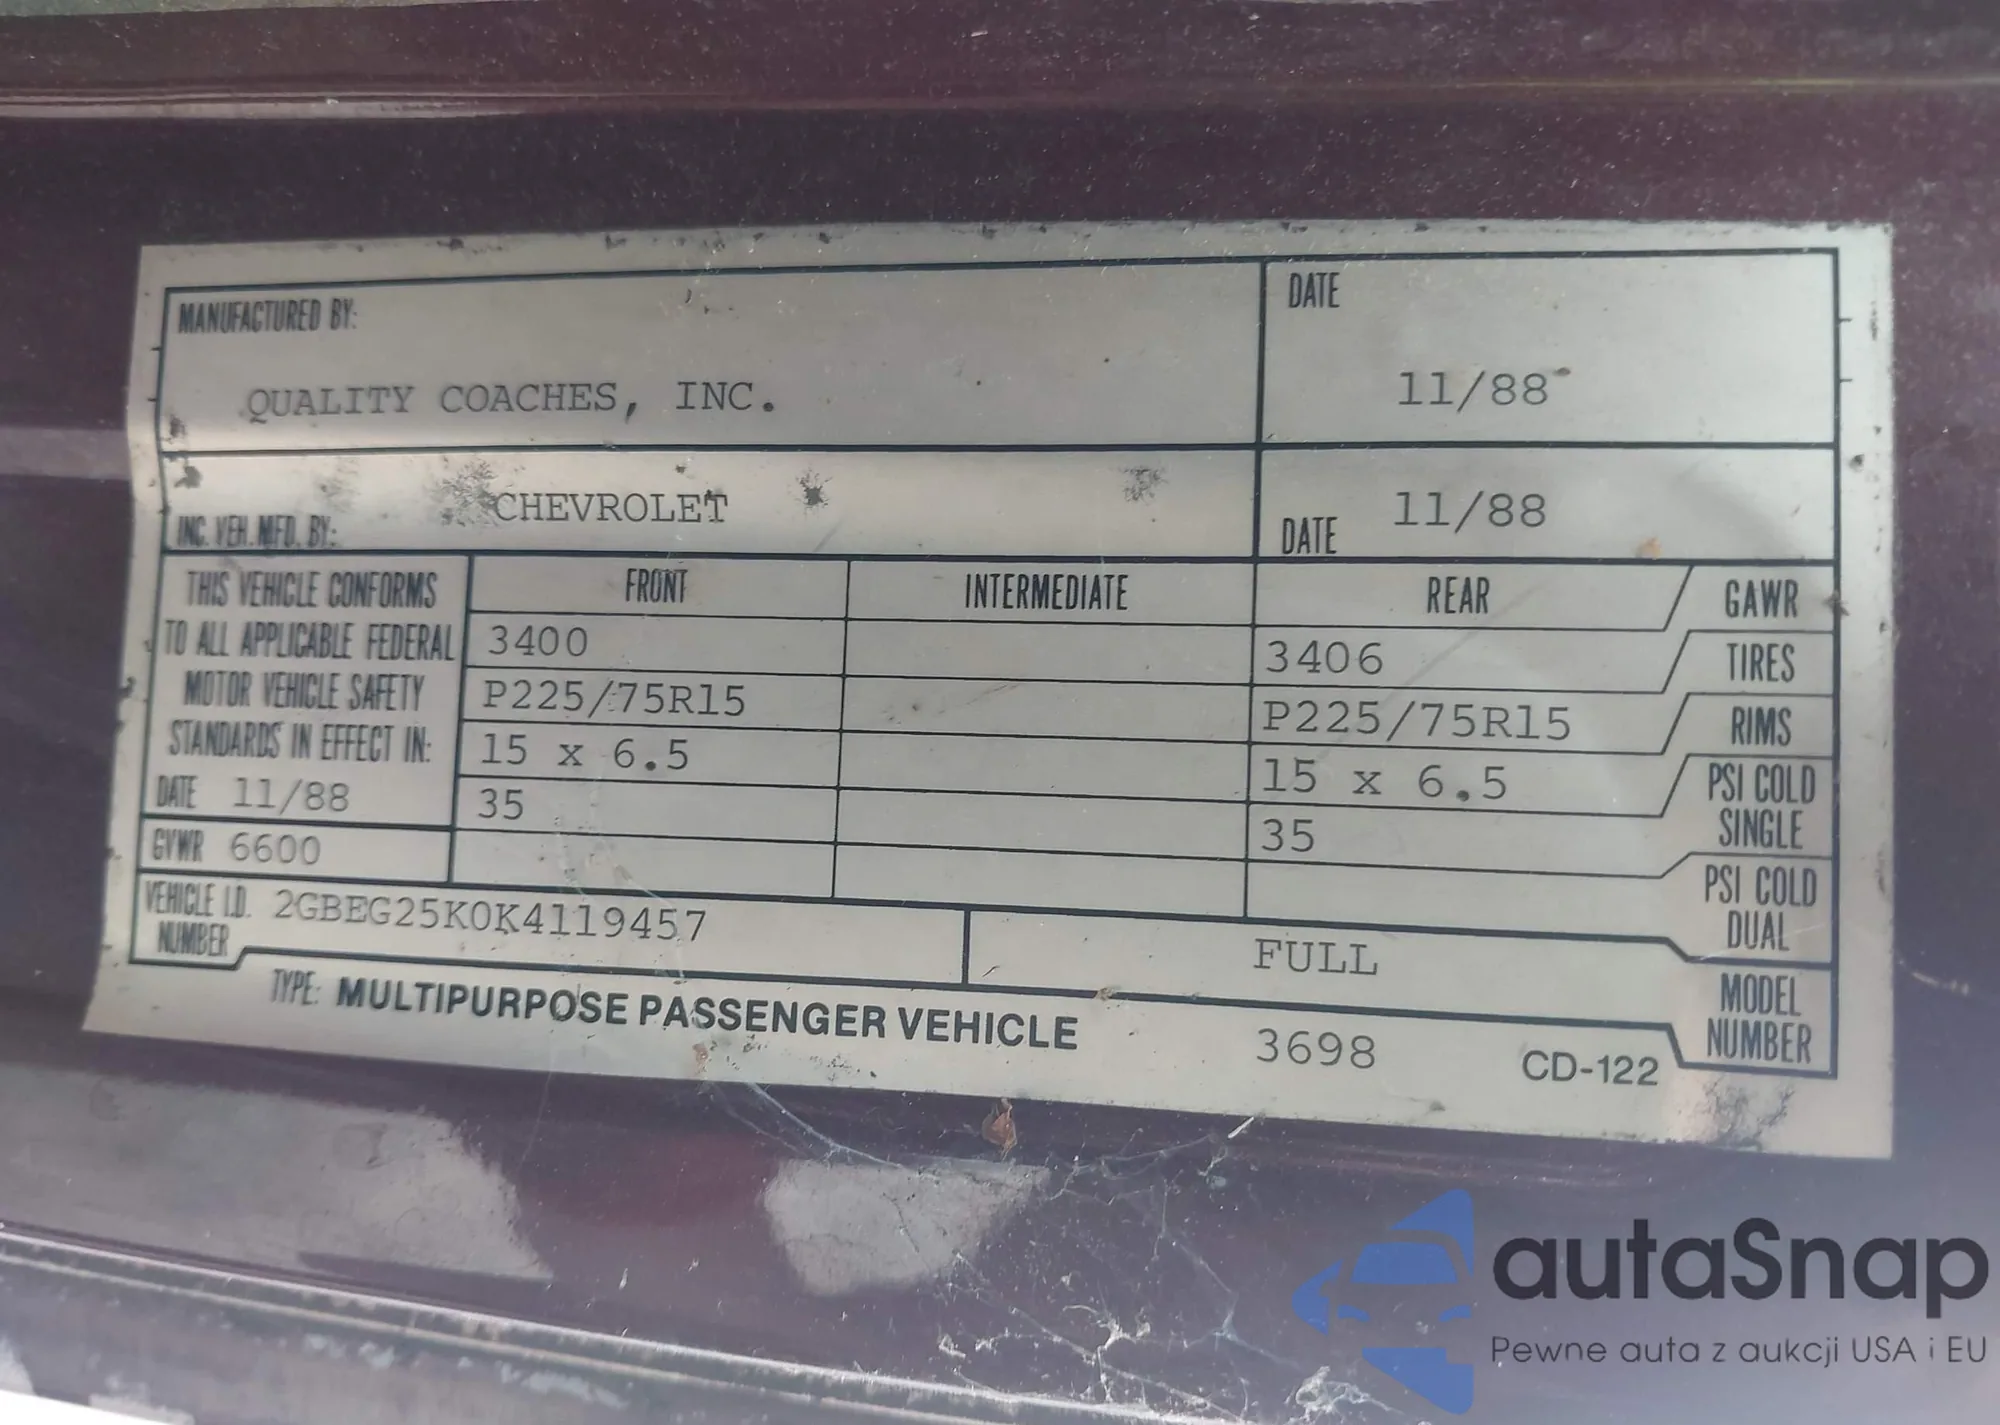 MANUFACTURED BY:
QUALITY COACHES, INC.
DATE
11/88
INC. VEH. MFD. BY:
CHEVROLET
DATE
11/88
THIS VEHICLE CONFORMS
TO ALL APPLICABLE FEDERAL
MOTOR VEHICLE SAFETY
STANDARDS IN EFFECT IN:
DATE 11/88
GVWR 6600
FRONT INTERMEDIATE REAR GAWR
3400 3406 TIRES
P225/75R15 P225/75R15 RIMS
15 x 6.5 15 x 6.5 PSI COLD
SINGLE
35 35 PSI COLD
DUAL
VEHICLE I.D.
NUMBER
2GBEG25K0K4119457
FULL
MODEL
NUMBER
TYPE: MULTIPURPOSE PASSENGER VEHICLE
3698
CD-122
autaSnap
Pewne auta z aukcji USA i EU